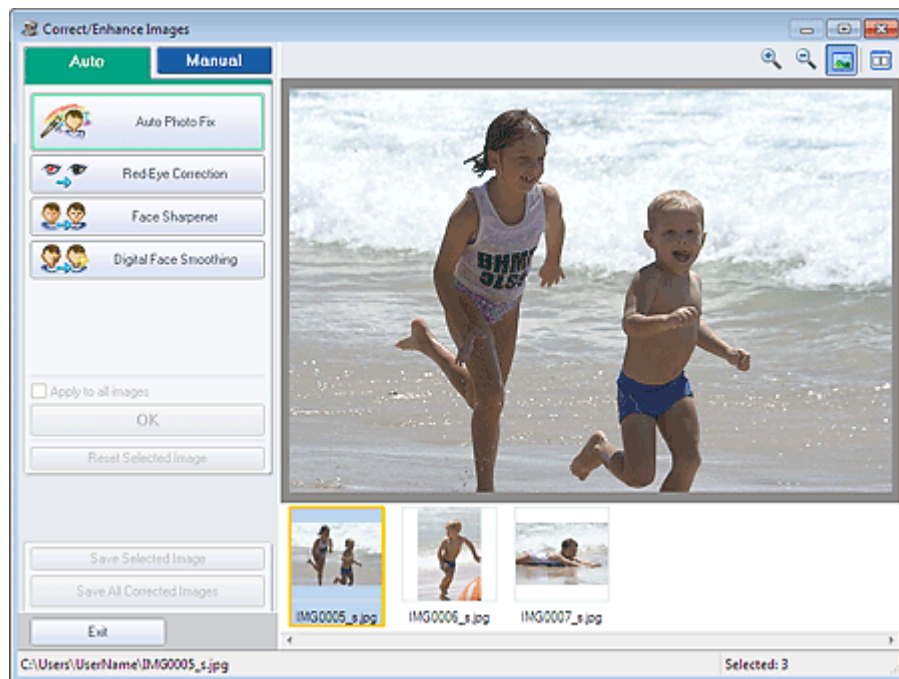 Correct/Enhance Images
Auto
Manual
Auto Photo Fix
Red-Eye Correction
Face Sharpener
Digital Face Smoothing
Apply to all images
OK
Reset Selected Image
Save Selected Image
Save All Corrected Images
Exit
IMG0005_s.jpg
IMG0006_s.jpg
IMG0007_s.jpg
C:\Users\UserName\IMG0005_s.jpg
Selected: 3